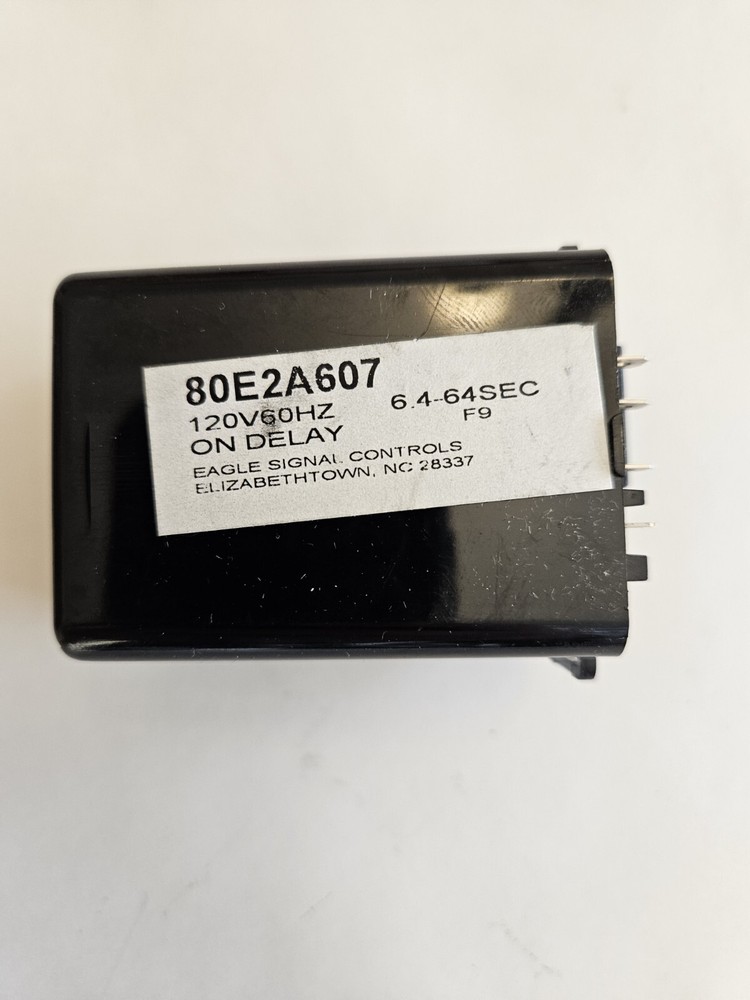 80E2A607
120V60HZ 6.4-64SEC
ON DELAY F9
EAGLE SIGNAL CONTROLS
ELIZABETHTOWN, NC 28337